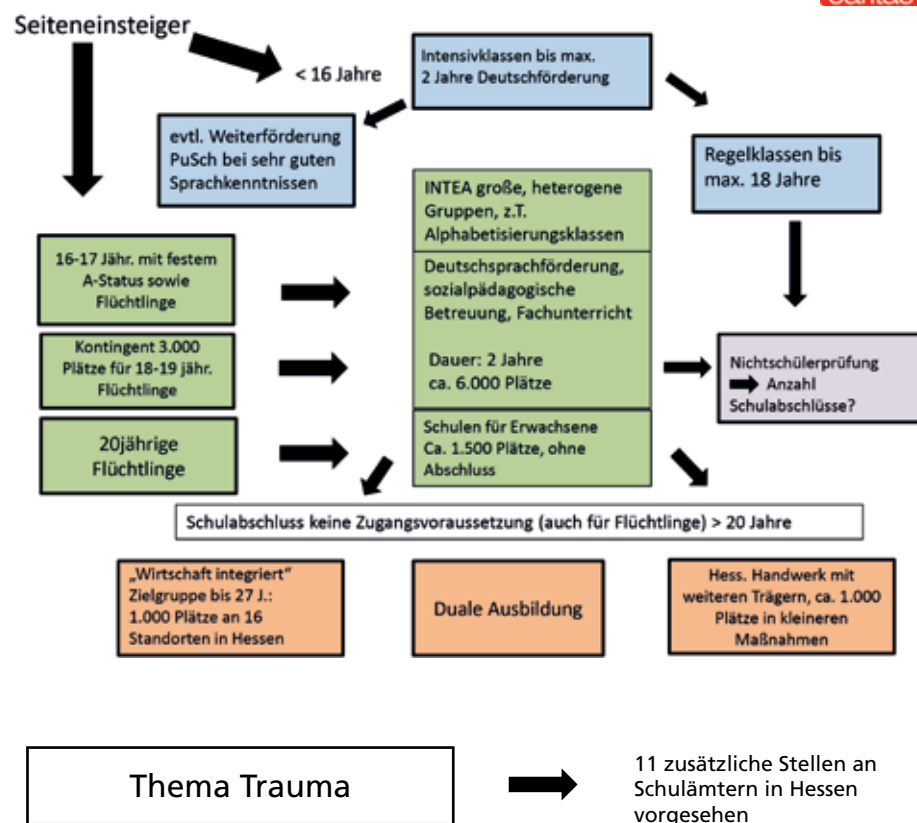 Seiteneinsteiger
< 16 Jahre
Intensivklassen bis max.
2 Jahre Deutschförderung
evtl. Weiterförderung
PuSch bei sehr guten
Sprachkenntnissen
Regelklassen bis
max. 18 Jahre
INTEA große, heterogene
Gruppen, z.T.
Alphabetisierungsklassen
16-17 Jähr. mit festem
A-Status sowie
Flüchtlinge
Deutschsprachförderung,
sozialpädagogische
Betreuung, Fachunterricht
Dauer: 2 Jahre
ca. 6.000 Plätze
Kontingent 3.000
Plätze für 18-19 jähr.
Flüchtlinge
Nichtschülerprüfung
Anzahl
Schulabschlüsse?
20jährige
Flüchtlinge
Schulen für Erwachsene
Ca. 1.500 Plätze, ohne
Abschluss
Schulabschluss keine Zugangsvoraussetzung (auch für Flüchtlinge) > 20 Jahre
„Wirtschaft integriert"
Zielgruppe bis 27 J.:
1.000 Plätze an 16
Standorten in Hessen
Duale Ausbildung
Hess. Handwerk mit
weiteren Trägern, ca. 1.000
Plätze in kleineren
Maßnahmen
Thema Trauma
11 zusätzliche Stellen an
Schulämtern in Hessen
vorgesehen